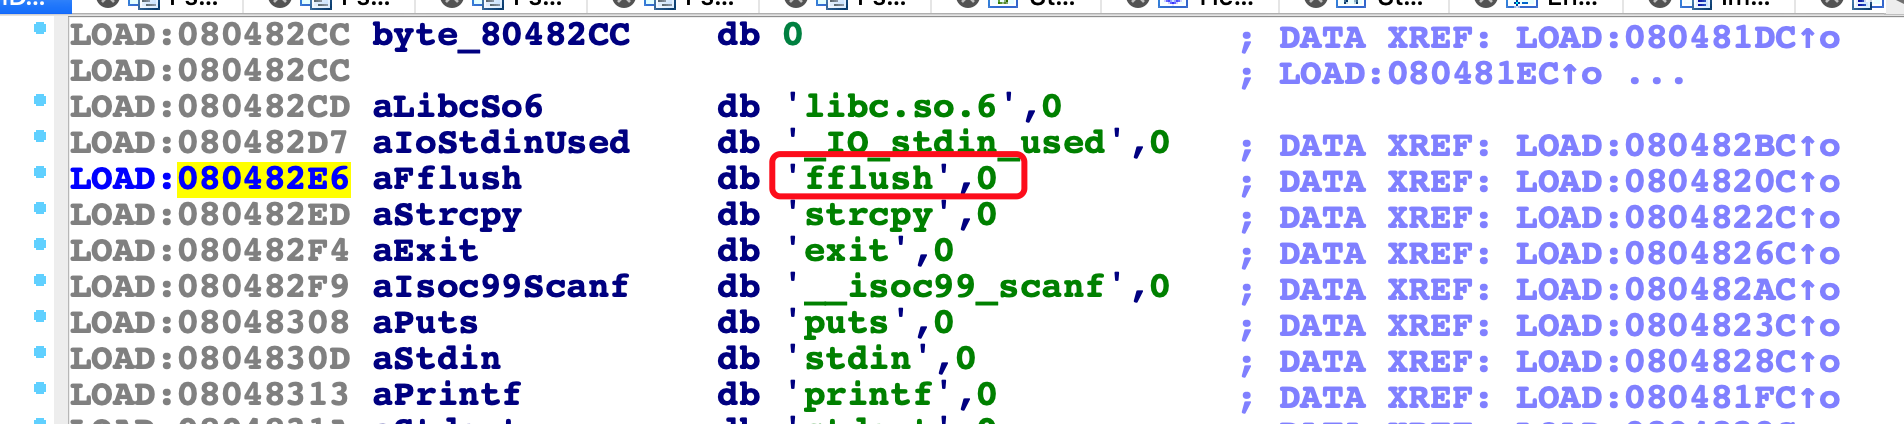 LOAD:080482CC byte_80482CC db 0 ; DATA XREF: LOAD:080481DC↑o
LOAD:080482CC ; LOAD:080481EC↑o ...
LOAD:080482CD aLibcSo6 db 'libc.so.6',0
LOAD:080482D7 aIoStdinUsed db '_IO_stdin_used',0 ; DATA XREF: LOAD:080482BC↑o
LOAD:080482E6 aFflush db 'fflush',0 ; DATA XREF: LOAD:0804820C↑o
LOAD:080482ED aStrcpy db 'strcpy',0 ; DATA XREF: LOAD:0804822C↑o
LOAD:080482F4 aExit db 'exit',0 ; DATA XREF: LOAD:0804826C↑o
LOAD:080482F9 aIsoc99Scanf db '__isoc99_scanf',0 ; DATA XREF: LOAD:080482AC↑o
LOAD:08048308 aPuts db 'puts',0 ; DATA XREF: LOAD:0804823C↑o
LOAD:0804830D aStdin db 'stdin',0 ; DATA XREF: LOAD:0804828C↑o
LOAD:08048313 aPrintf db 'printf',0 ; DATA XREF: LOAD:080481FC↑o